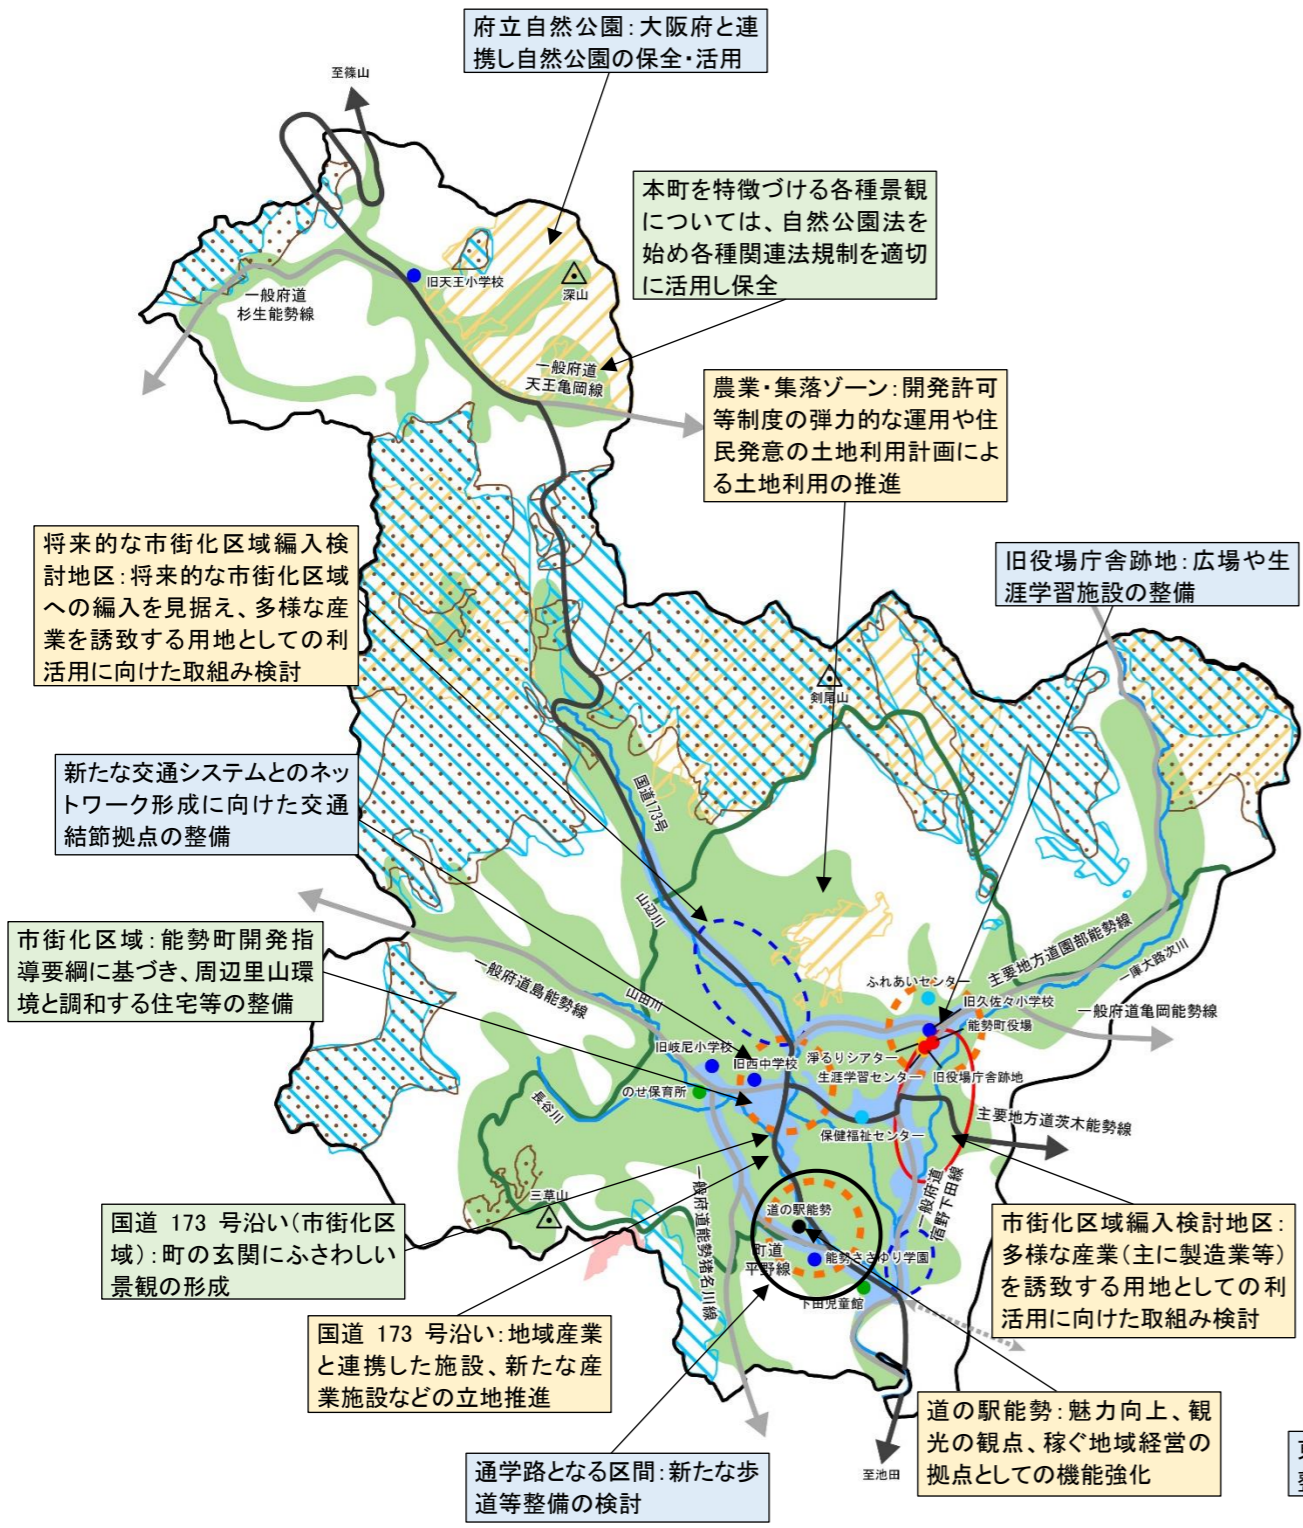 府立自然公園：大阪府と連
携し自然公園の保全・活用
至篠山
本町を特徴づける各種景観
については、自然公園法を
始め各種関連法規制を適切
に活用し保全
旧天王小学校
深山
一般府道
杉生能勢線
一般府道
天王亀岡線
農業・集落ゾーン：開発許可
等制度の弾力的な運用や住
民発意の土地利用計画によ
る土地利用の推進
将来的な市街化区域編入検
討地区：将来的な市街化区域
への編入を見据え、多様な産
業を誘致する用地としての利
活用に向けた取組み検討
旧役場庁舎跡地：広場や生
涯学習施設の整備
剣尾山
新たな交通システムとのネッ
トワーク形成に向けた交通
結節拠点の整備
国道173号
山辺川
市街化区域：能勢町開発指
導要綱に基づき、周辺里山環
境と調和する住宅等の整備
一般府道島能勢線
山田川
主要地方道園部能勢線
一庫大路次川
ふれあいセンター
旧久佐々小学校
能勢町役場
一般府道亀岡能勢線
旧岐尼小学校
旧西中学校
浄るりシアター
生涯学習センター
旧役場庁舎跡地
のせ保育所
長谷川
保健福祉センター
主要地方道茨木能勢線
三草山
一般府道能勢猪名川線
道の駅能勢
一般府道
宿野下田線
町道
平野線
能勢ささゆり学園
下田児童館
国道 173 号沿い（市街化区
域）：町の玄関にふさわしい
景観の形成
市街化区域編入検討地区：
多様な産業（主に製造業等）
を誘致する用地としての利
活用に向けた取組み検討
国道 173 号沿い：地域産業
と連携した施設、新たな産
業施設などの立地推進
道の駅能勢：魅力向上、観
光の観点、稼ぐ地域経営の
拠点としての機能強化
通学路となる区間：新たな歩
道等整備の検討
至池田